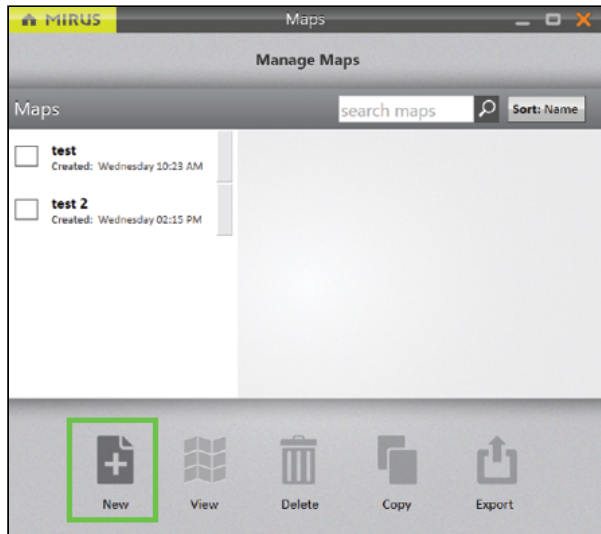 MIRUS
Maps
Manage Maps
Maps
search maps
Sort: Name
test
Created: Wednesday 10:23 AM
test 2
Created: Wednesday 02:15 PM
New
View
Delete
Copy
Export